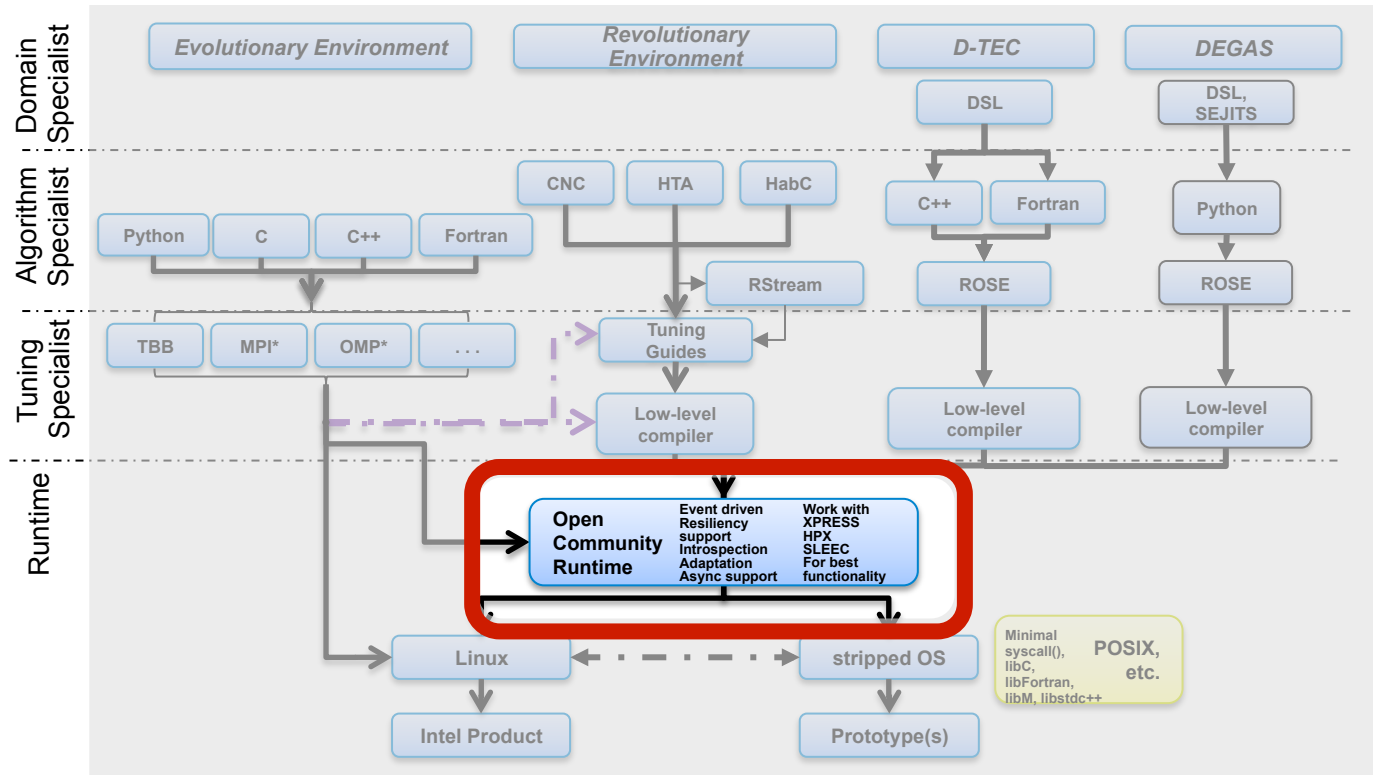 Domain
Specialist
Evolutionary Environment
Revolutionary
Environment
D-TEC
DEGAS
DSL
DSL,
SEJITS
Algorithm
Specialist
CNC
HTA
HabC
C++
Fortran
Python
Python
C
C++
Fortran
RStream
ROSE
ROSE
Tuning
Specialist
TBB
MPI*
OMP*
. . .
Tuning
Guides
Low-level
compiler
Low-level
compiler
Low-level
compiler
Runtime
Open
Community
Runtime
Event driven
Resiliency
support
Introspection
Adaptation
Async support
Work with
XPRESS
HPX
SLEEC
For best
functionality
Linux
stripped OS
Minimal
syscall(),
libC,
libFortran,
libM, libstdc++
POSIX,
etc.
Intel Product
Prototype(s)